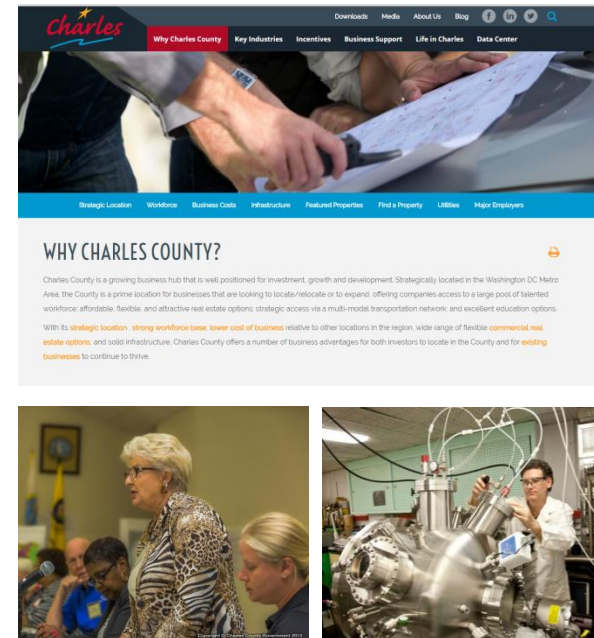 Downloads Media About Us Blog
Charles
Why Charles County Key Industries Incentives Business Support Life in Charles Data Center
Strategic Location Workforce Business Costs Infrastructure Featured Properties Find a Property Utilities Major Employers
WHY CHARLES COUNTY?
Charles County is a growing business hub that is well positioned for investment, growth and development. Strategically located in the Washington DC Metro
Area, the County is a prime location for businesses that are looking to locate/relocate or to expand, offering companies access to a large pool of talented
workforce; affordable, flexible, and attractive real estate options; strategic access via a multi-modal transportation network; and excellent education options.
With its strategic location , strong workforce base, lower cost of business relative to other locations in the region, wide range of flexible commercial real
estate options, and solid infrastructure, Charles County offers a number of business advantages for both investors to locate in the County and for existing
businesses to continue to thrive.
Copyright © Charles County Government 2013